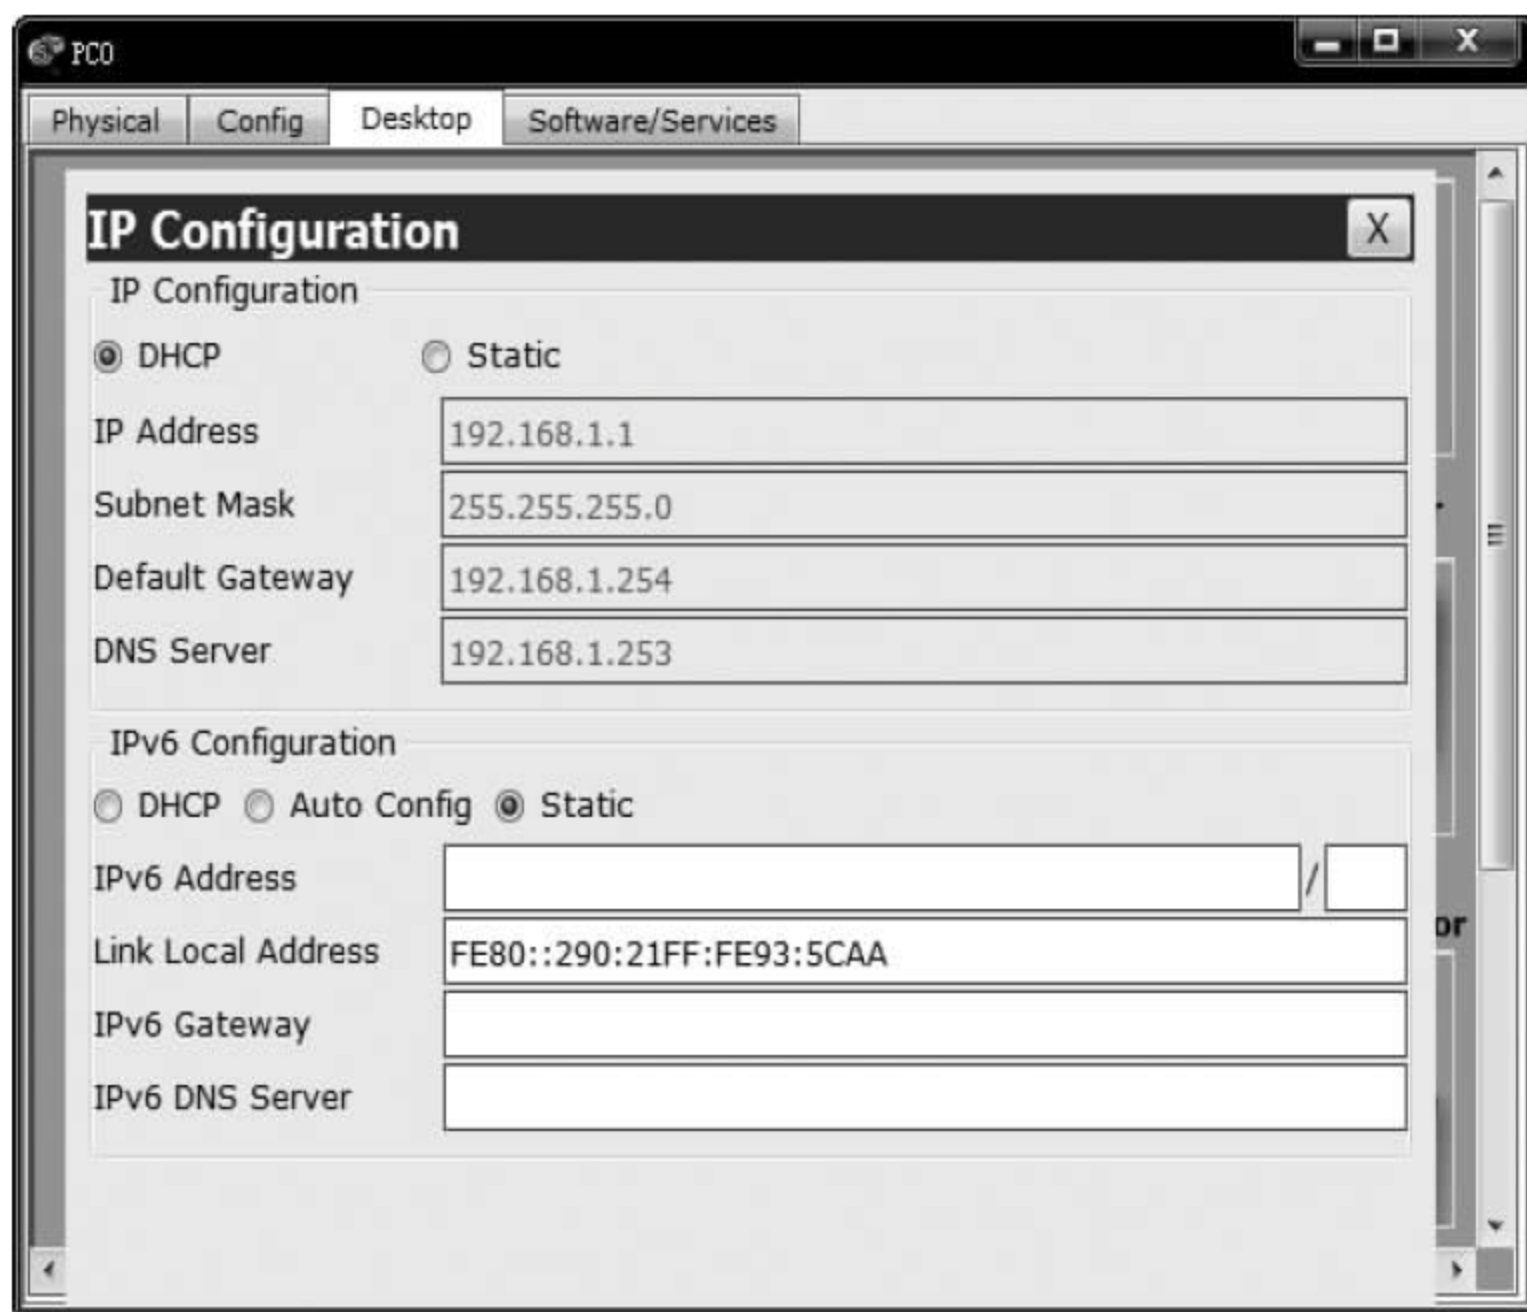 PC0
Physical Config Desktop Software/Services
IP Configuration X
IP Configuration
DHCP Static
IP Address 192.168.1.1
Subnet Mask 255.255.255.0
Default Gateway 192.168.1.254
DNS Server 192.168.1.253
IPv6 Configuration
DHCP Auto Config Static
IPv6 Address /
Link Local Address FE80::290:21FF:FE93:5CAA
or
IPv6 Gateway
IPv6 DNS Server